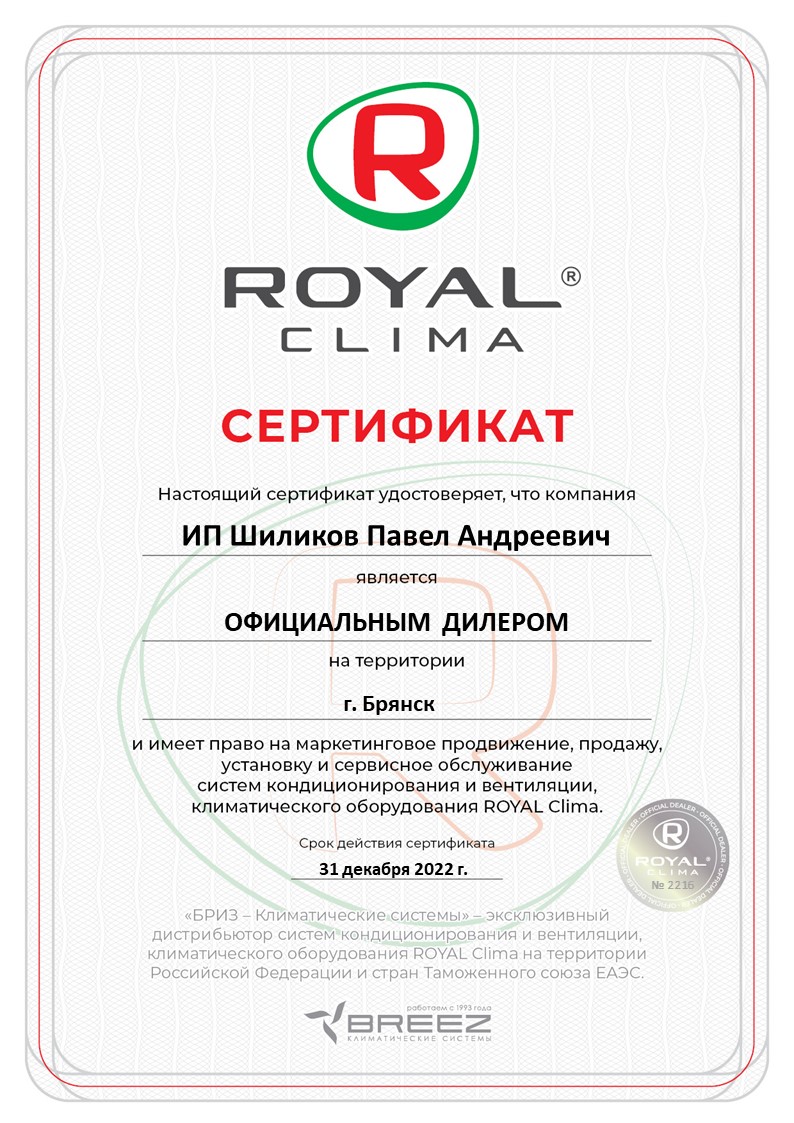 R
ROYAL®
CLIMA
СЕРТИФИКАТ
Настоящий сертификат удостоверяет, что компания
ИП Шиликов Павел Андреевич
является
ОФИЦИАЛЬНЫМ ДИЛЕРОМ
на территории
г. Брянск
и имеет право на маркетинговое продвижение, продажу,
установку и сервисное обслуживание
систем кондиционирования и вентиляции,
климатического оборудования ROYAL Clima.
Срок действия сертификата
31 декабря 2022 г.
OFFICIAL DEALER - OFFICIAL DEALER - OFFICIAL DEALER
R
ROYAL®
CLIMA
№ 2216
«БРИЗ – Климатические системы» – эксклюзивный
дистрибьютор систем кондиционирования и вентиляции,
климатического оборудования ROYAL Clima на территории
Российской Федерации и стран Таможенного союза ЕАЭС.
работаем с 1993 года
BREEZ
КЛИМАТИЧЕСКИЕ СИСТЕМЫ